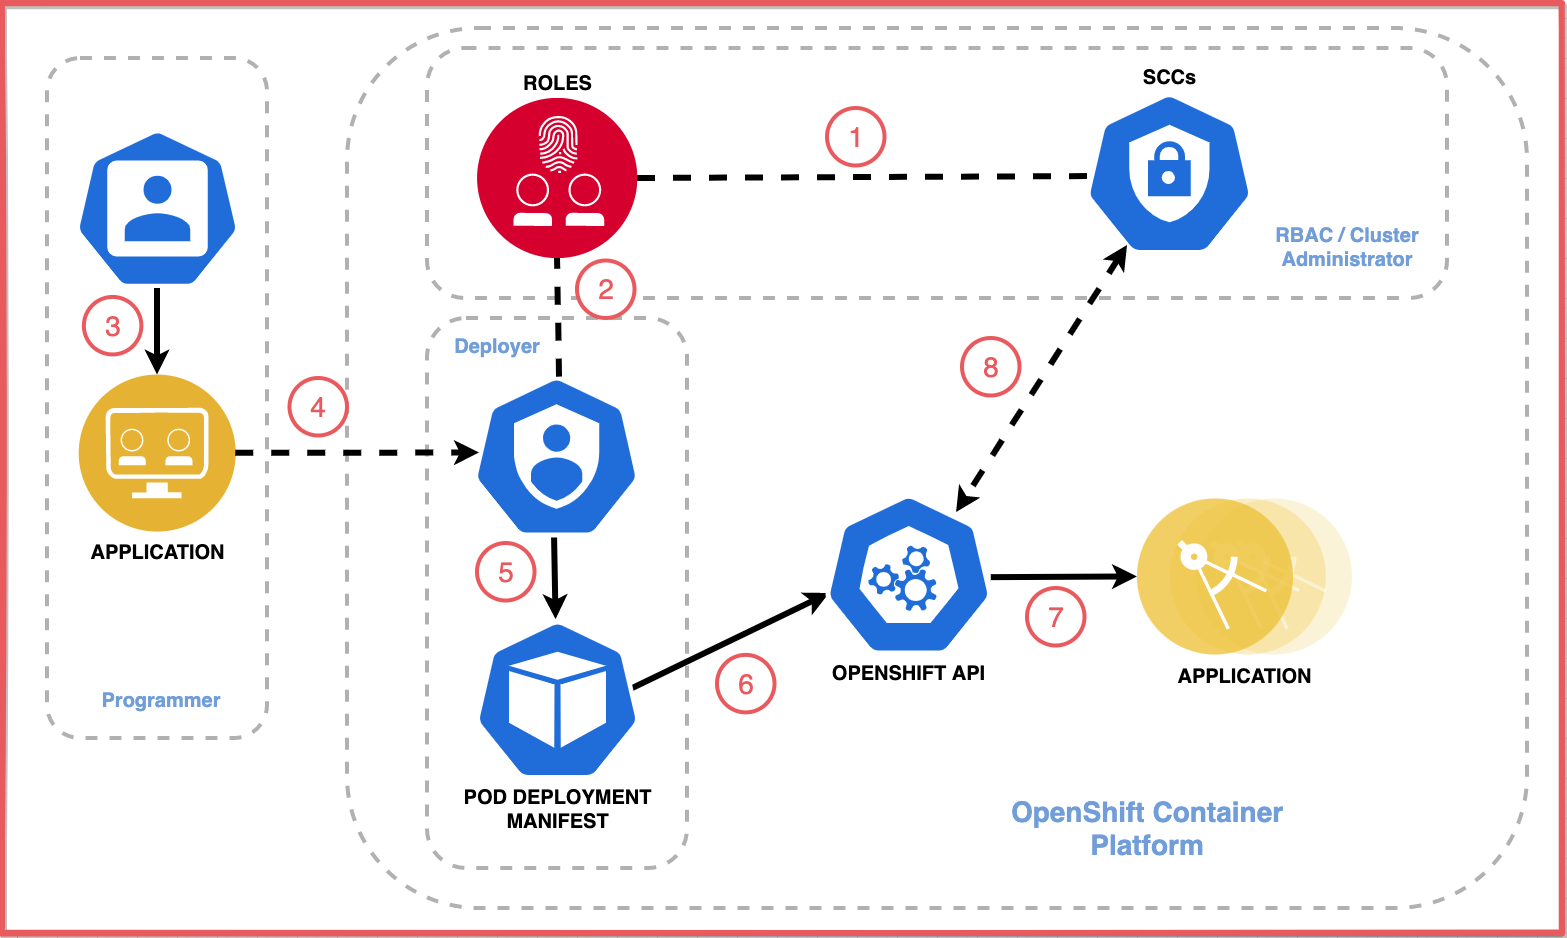 ROLES
SCCs
1
RBAC / Cluster
Administrator
2
3
Deployer
8
4
APPLICATION
5
OPENSHIFT API
7
6
APPLICATION
Programmer
POD DEPLOYMENT
MANIFEST
OpenShift Container
Platform